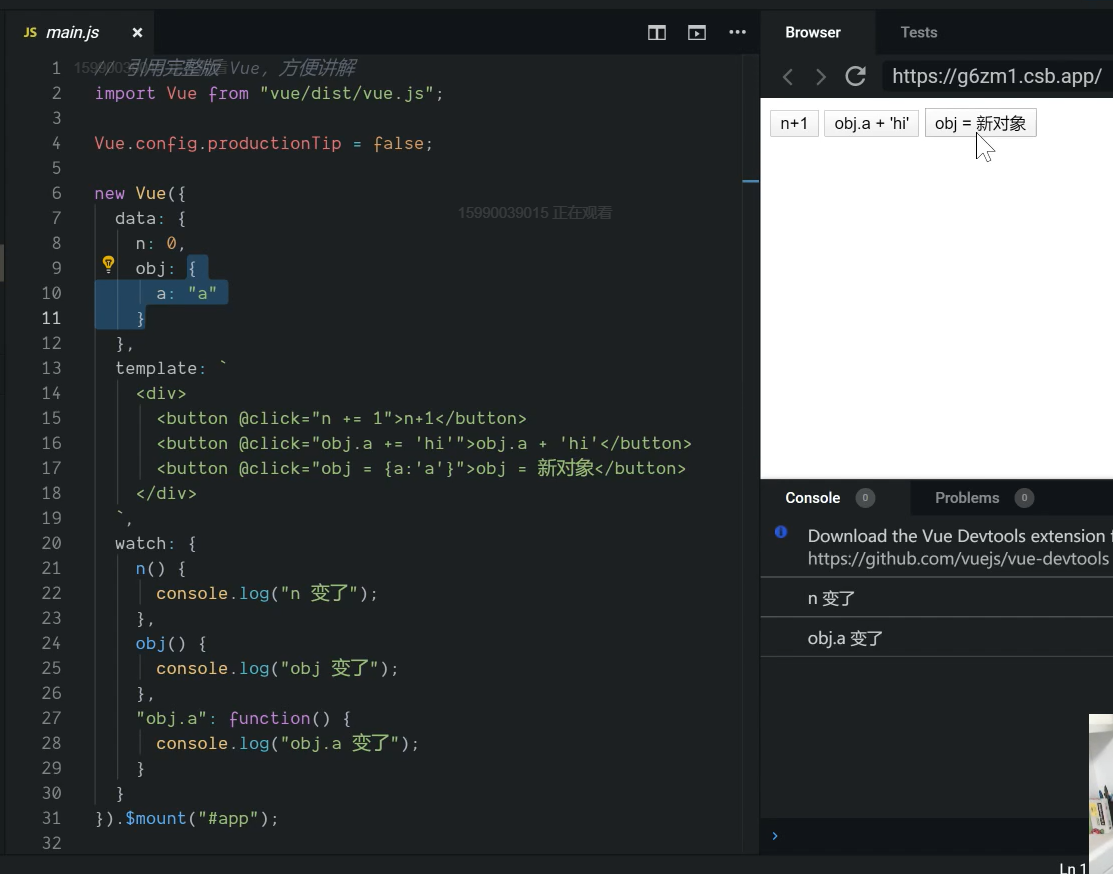 JS main.js ×
Browser Tests
https://g6zm1.csb.app/
1 // 引用完整版 Vue，方便讲解
2 import Vue from "vue/dist/vue.js";
3
4 Vue.config.productionTip = false;
5
6 new Vue({
7 data: {
8 n: 0,
9 obj: {
10 a: "a"
11 }
12 },
13 template: `
14 <div>
15 <button @click="n += 1">n+1</button>
16 <button @click="obj.a += 'hi'">obj.a + 'hi'</button>
17 <button @click="obj = {a:'a'}">obj = 新对象</button>
18 </div>
19 `,
20 watch: {
21 n() {
22 console.log("n 变了");
23 },
24 obj() {
25 console.log("obj 变了");
26 },
27 "obj.a": function() {
28 console.log("obj.a 变了");
29 }
30 }
31 }).$mount("#app");
32
15990039015 正在观看
n+1 obj.a + 'hi' obj = 新对象
Console 0 Problems 0
Download the Vue Devtools extension
https://github.com/vuejs/vue-devtools
n 变了
obj.a 变了
Ln 1